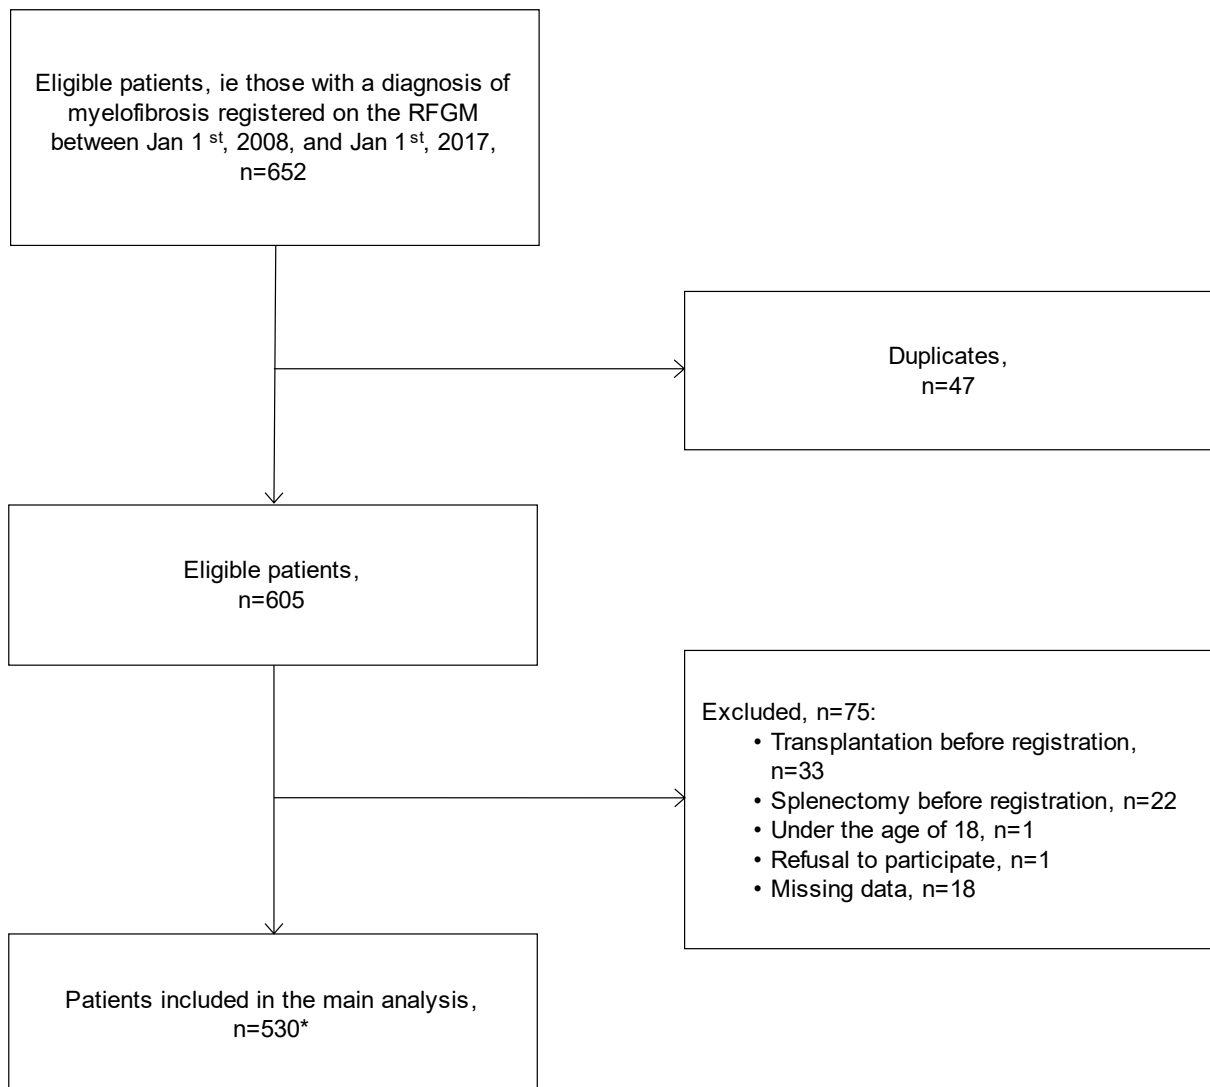 Eligible patients, ie those with a diagnosis of
myelofibrosis registered on the RFGM
between Jan 1 st, 2008, and Jan 1st, 2017,
n=652
Duplicates,
n=47
Eligible patients,
n=605
Excluded, n=75:
• Transplantation before registration,
n=33
• Splenectomy before registration, n=22
• Under the age of 18, n=1
• Refusal to participate, n=1
• Missing data, n=18
Patients included in the main analysis,
n=530*